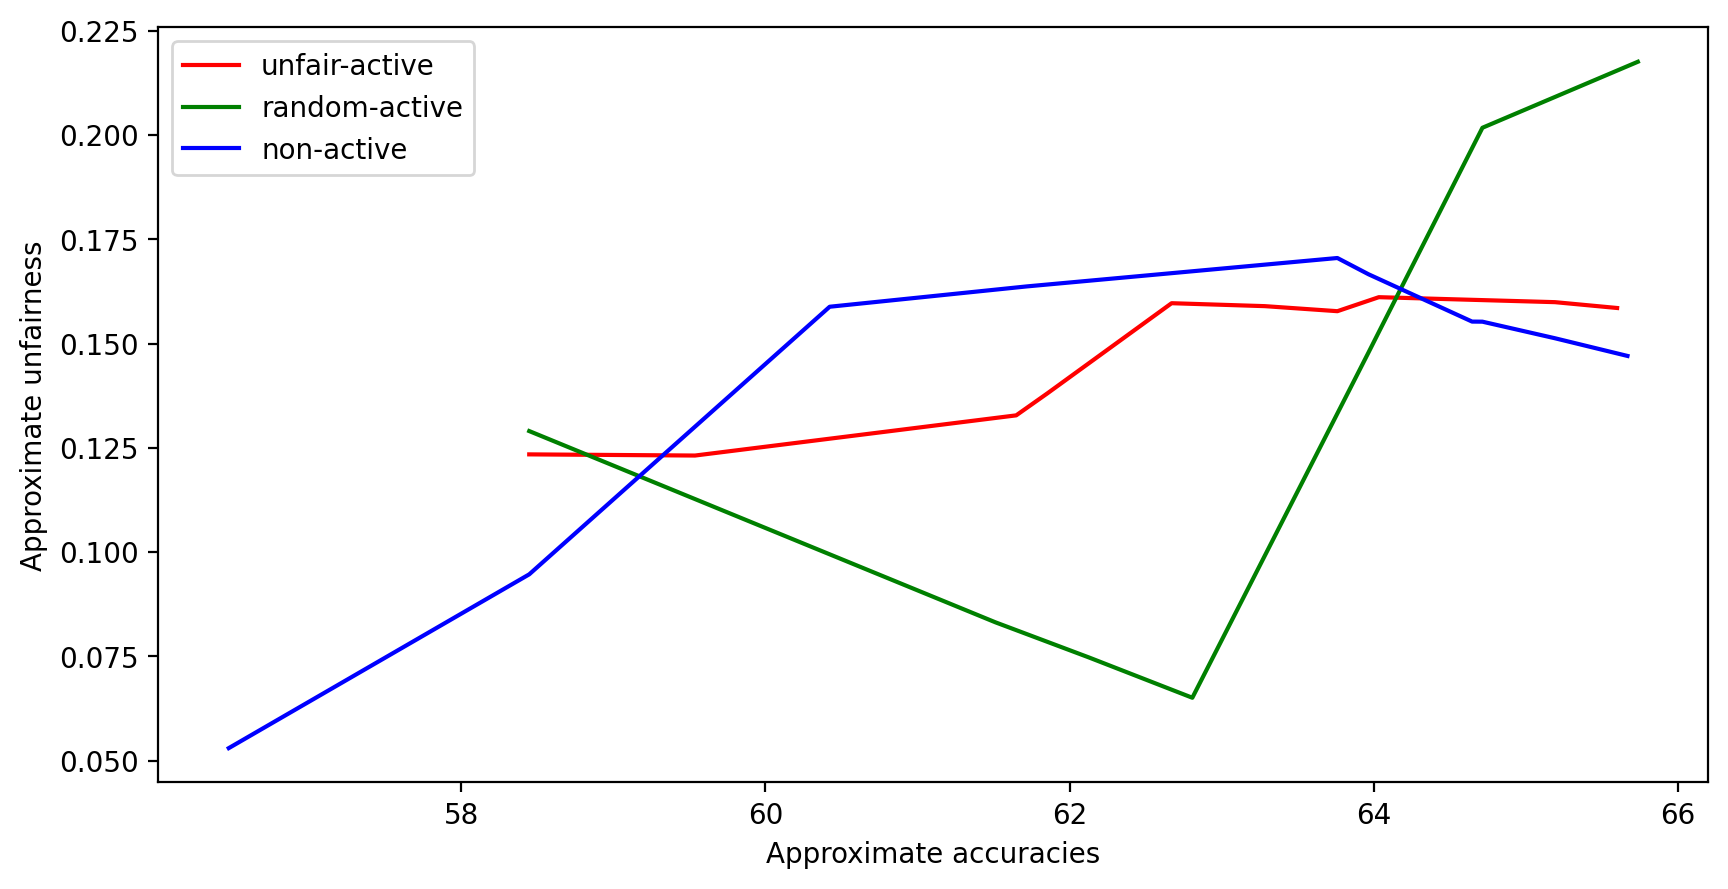 unfair-active
random-active
non-active
Approximate unfairness
0.225
0.200
0.175
0.150
0.125
0.100
0.075
0.050
58 60 62 64 66
Approximate accuracies